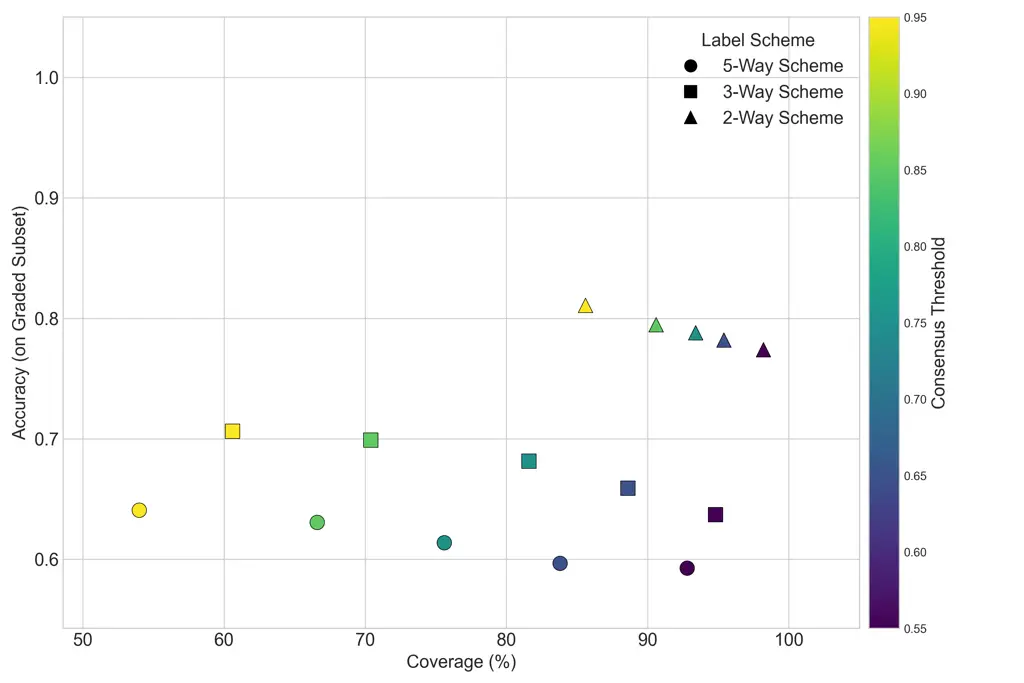 Label Scheme
5-Way Scheme
3-Way Scheme
2-Way Scheme
1.0
0.9
0.8
0.7
0.6
Accuracy (on Graded Subset)
50 60 70 80 90 100
Coverage (%)
0.95
0.90
0.85
0.80
0.75
0.70
0.65
0.60
0.55
Consensus Threshold